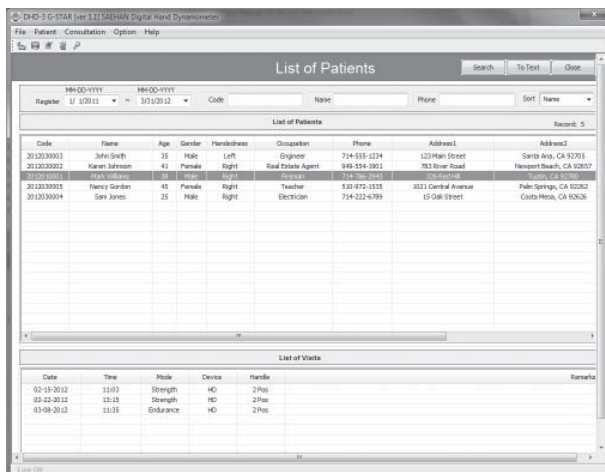 DHD-3 G-STAR [ver 1.1] SAEHAN Digital Hand Dynamometer
File Patient Consultation Option Help
List of Patients
Search To Text Close
MM-DD-YYYY MM-DD-YYYY
Register 1/ 1/2011 ~ 3/31/2012 Code Name Phone Sort Name
List of Patients Record: 5
Code Name Age Gender Handedness Occupation Phone Address1 Address2
2012030003 John Smith 35 Male Left Engineer 714-555-1234 123 Main Street Santa Ana, CA 92705
2012030002 Karen Johnson 41 Female Right Real Estate Agent 949-554-3901 783 River Road Newport Beach, CA 92657
Mark Williams 38 Male Right Fireman 714-786-2943 326 Red Hill Tustin, CA 92780
2012030005 Nancy Gordon 45 Female Right Teacher 510-972-1535 1021 Central Avenue Palm Springs, CA 92262
2012030004 Sam Jones 25 Male Right Electrician 714-222-6789 15 Oak Street Costa Mesa, CA 92626
List of Visits
Date Time Mode Device Handle Remarks
02-15-2012 11:03 Strength HD 2 Pos
02-22-2012 13:15 Strength HD 2 Pos
03-08-2012 11:35 Endurance HD 2 Pos